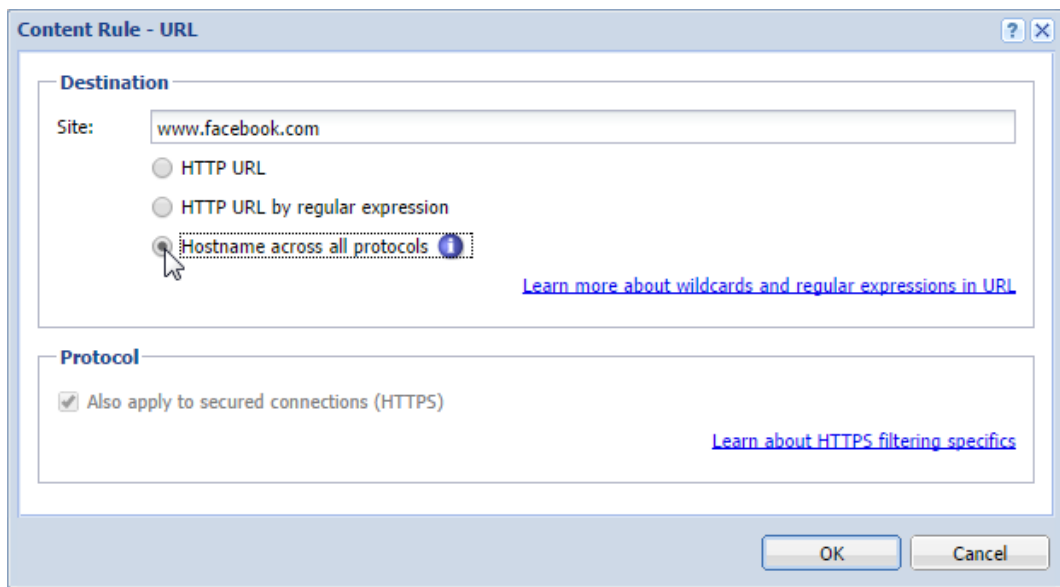 Content Rule - URL
?
Destination
Site: www.facebook.com
HTTP URL
HTTP URL by regular expression
Hostname across all protocols i
Learn more about wildcards and regular expressions in URL
Protocol
Also apply to secured connections (HTTPS)
Learn about HTTPS filtering specifics
OK Cancel